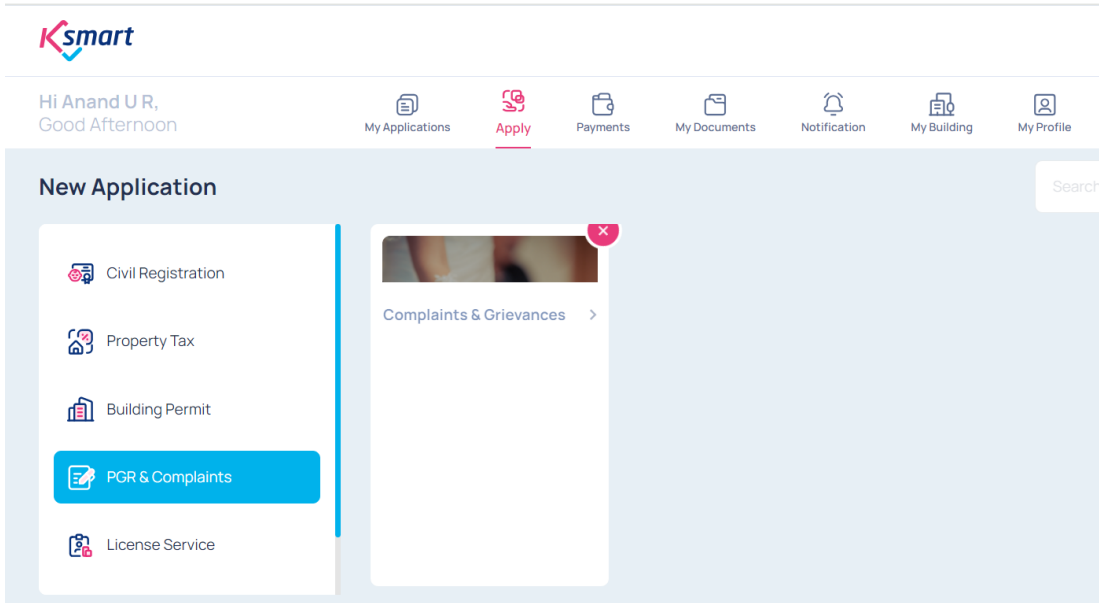 Ksmart
Hi Anand U R,
Good Afternoon
My Applications
Apply
Payments
My Documents
Notification
My Building
My Profile
New Application
Search
Civil Registration
Property Tax
Building Permit
PGR & Complaints
License Service
Complaints & Grievances